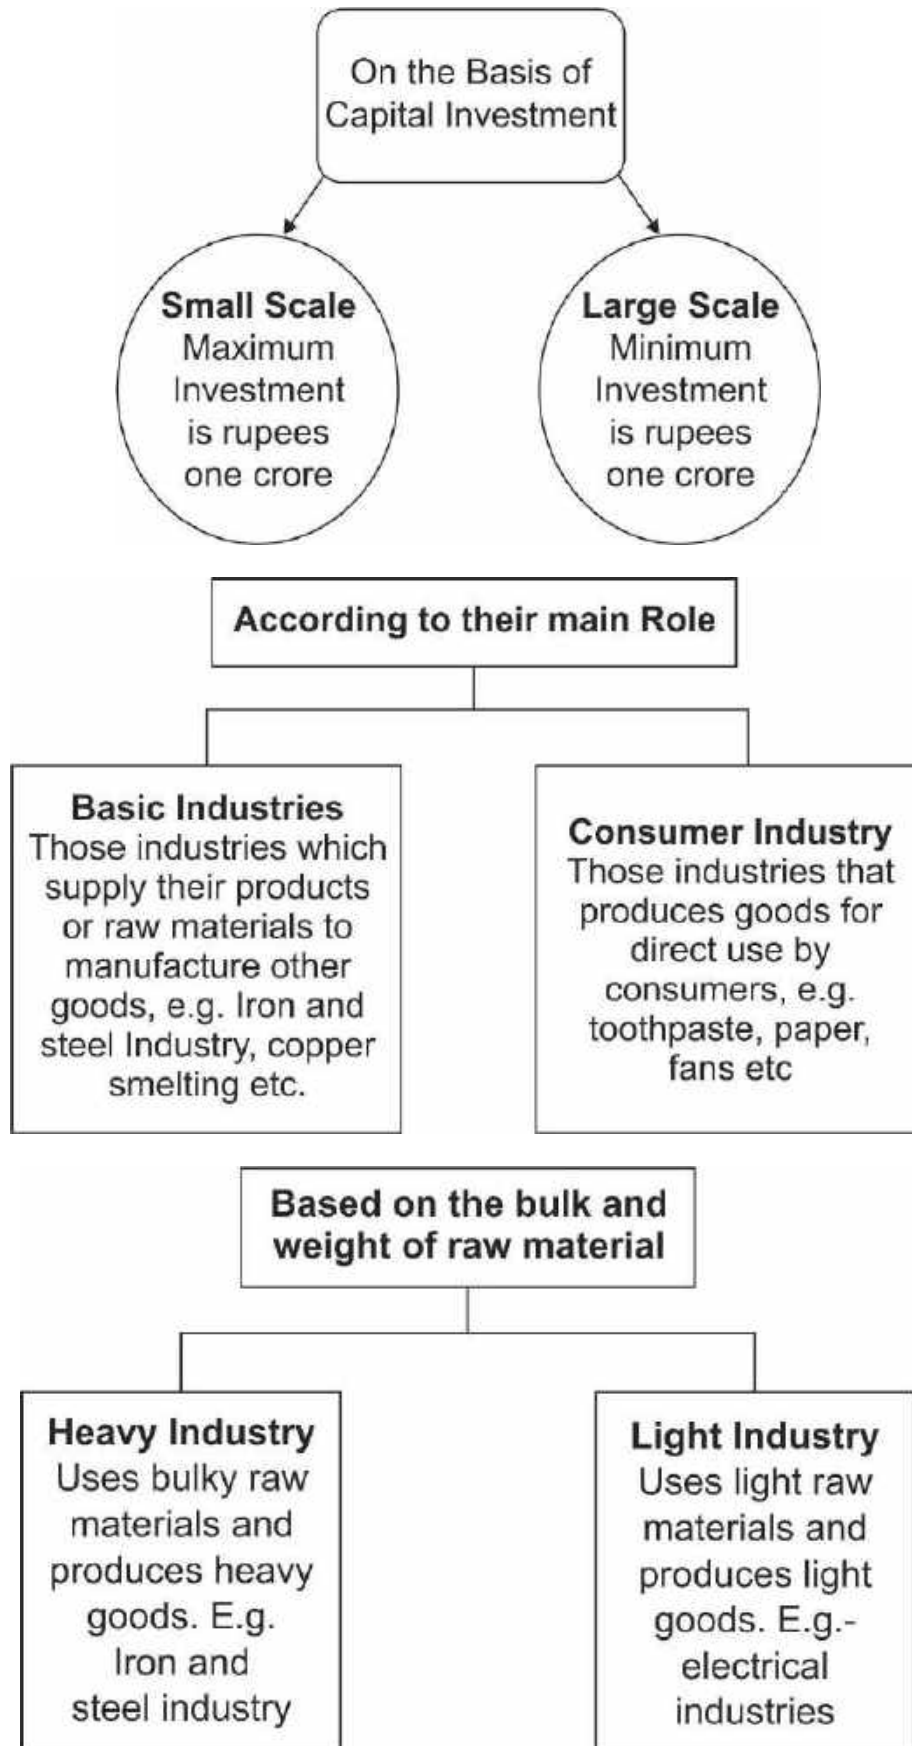 On the Basis of
Capital Investment
Small Scale
Maximum
Investment
is rupees
one crore
Large Scale
Minimum
Investment
is rupees
one crore
According to their main Role
Basic Industries
Those industries which
supply their products
or raw materials to
manufacture other
goods, e.g. Iron and
steel Industry, copper
smelting etc.
Consumer Industry
Those industries that
produces goods for
direct use by
consumers, e.g.
toothpaste, paper,
fans etc
Based on the bulk and
weight of raw material
Heavy Industry
Uses bulky raw
materials and
produces heavy
goods. E.g.
Iron and
steel industry
Light Industry
Uses light raw
materials and
produces light
goods. E.g.-
electrical
industries